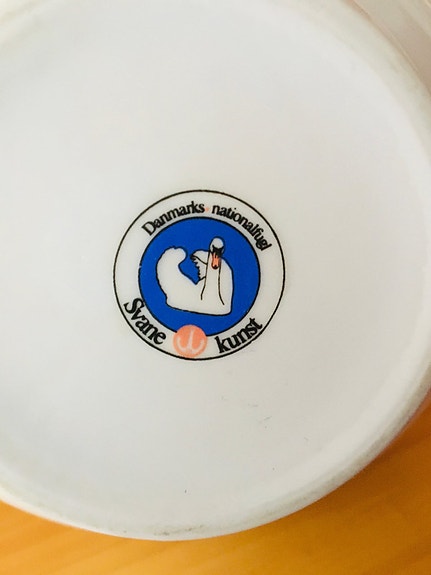 Danmarks nationalfugl
Svane kunst